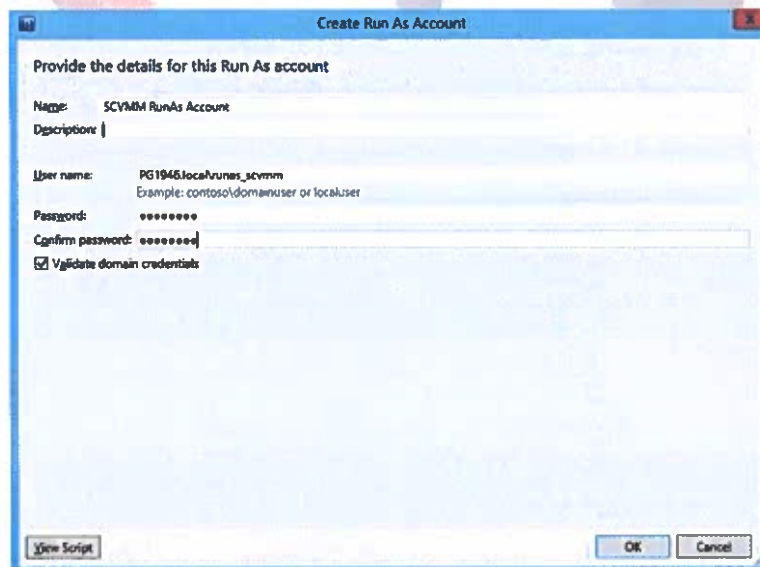 Create Run As Account
Provide the details for this Run As account
Name: SCVMM RunAs Account
Description:
User name: PG1946.local\runas_scvmm
Example: contoso\domainuser or localuser
Password: ••••••••
Confirm password: ••••••••
Validate domain credentials
View Script
OK Cancel